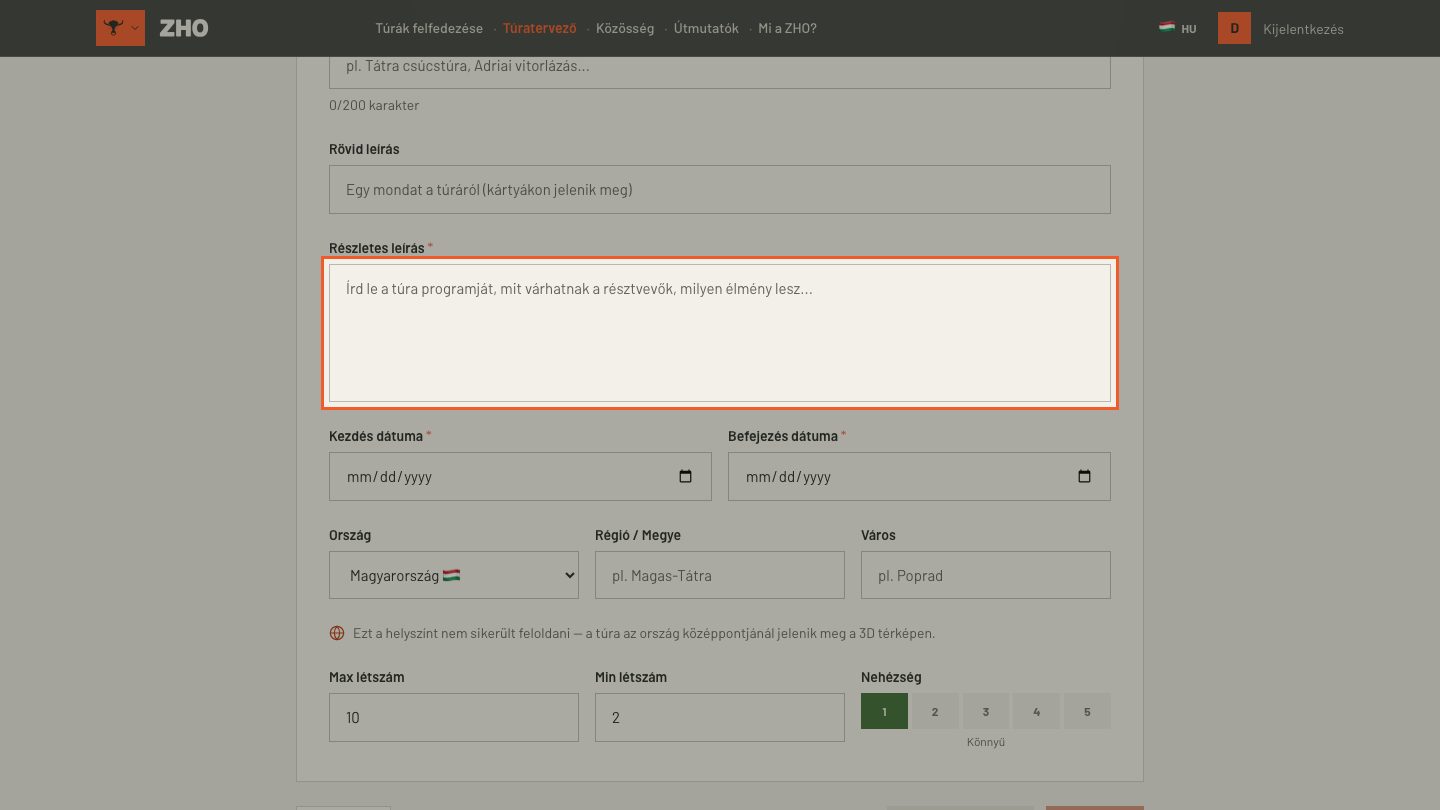 ZHO
Túrák felfedezése · Túratervező · Közösség · Útmutatók · Mi a ZHO?
HU
D
Kijelentkezés
pl. Tátra csúcstúra, Adriai vitorlázás...
0/200 karakter
Rövid leírás
Egy mondat a túráról (kártyákon jelenik meg)
Részletes leírás *
Írd le a túra programját, mit várhatnak a résztvevők, milyen élmény lesz...
Kezdés dátuma * Befejezés dátuma *
mm/dd/yyyy mm/dd/yyyy
Ország Régió / Megye Város
Magyarország pl. Magas-Tátra pl. Poprad
Ezt a helyszínt nem sikerült feloldani — a túra az ország középpontjánál jelenik meg a 3D térképen.
Max létszám Min létszám Nehézség
10 2 1 2 3 4 5
Könnyű